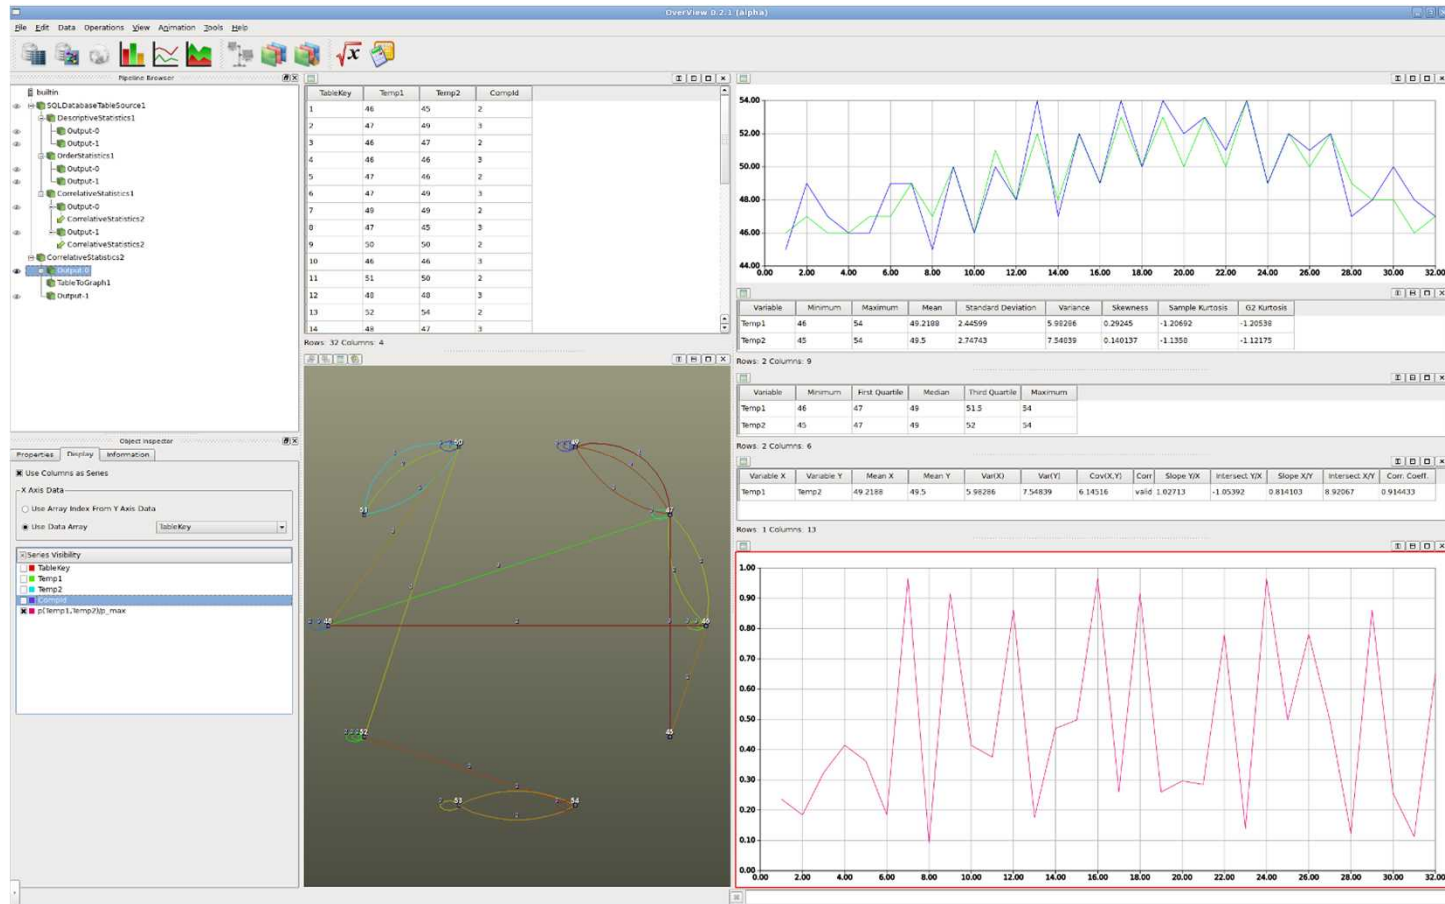 OverView 0.2.1 (alpha)
File Edit Data Operations View Animation Tools Help
Pipeline Browser
builtin
SQLDatabaseTableSource1
DescriptiveStatistics1
Output-0
Output-1
OrderStatistics1
Output-0
Output-1
CorrelativeStatistics1
Output-0
CorrelativeStatistics2
Output-1
CorrelativeStatistics2
CorrelativeStatistics2
Output-0
TableToGraph1
Output-1
Object Inspector
Properties Display Information
Use Columns as Series
X Axis Data
Use Array Index From Y Axis Data
Use Data Array TableKey
Series Visibility
TableKey
Temp1
Temp2
CompId
p(Temp1,Temp2)/p_max
TableKey Temp1 Temp2 CompId
1 46 45 2
2 47 49 3
3 46 47 2
4 46 46 3
5 47 46 2
6 47 49 3
7 49 49 2
8 47 45 3
9 50 50 2
10 46 46 3
11 51 50 2
12 48 48 3
13 52 54 2
14 48 47 3
Rows: 32 Columns: 4
50 49
51 47
48 46
52 45
53 54
54.00
52.00
50.00
48.00
46.00
44.00
0.00 2.00 4.00 6.00 8.00 10.00 12.00 14.00 16.00 18.00 20.00 22.00 24.00 26.00 28.00 30.00 32.00
Variable Minimum Maximum Mean Standard Deviation Variance Skewness Sample Kurtosis G2 Kurtosis
Temp1 46 54 49.2188 2.44599 5.98286 0.29245 -1.20692 -1.20538
Temp2 45 54 49.5 2.74743 7.54839 0.140137 -1.1358 -1.12175
Rows: 2 Columns: 9
Variable Minimum First Quartile Median Third Quartile Maximum
Temp1 46 47 49 51.5 54
Temp2 45 47 49 52 54
Rows: 2 Columns: 6
Variable X Variable Y Mean X Mean Y Var(X) Var(Y) Cov(X,Y) Corr Slope Y/X Intersect Y/X Slope X/Y Intersect X/Y Corr. Coeff.
Temp1 Temp2 49.2188 49.5 5.98286 7.54839 6.14516 valid 1.02713 -1.05392 0.814103 8.92067 0.914433
Rows: 1 Columns: 13
1.00
0.90
0.80
0.70
0.60
0.50
0.40
0.30
0.20
0.10
0.00
0.00 2.00 4.00 6.00 8.00 10.00 12.00 14.00 16.00 18.00 20.00 22.00 24.00 26.00 28.00 30.00 32.00